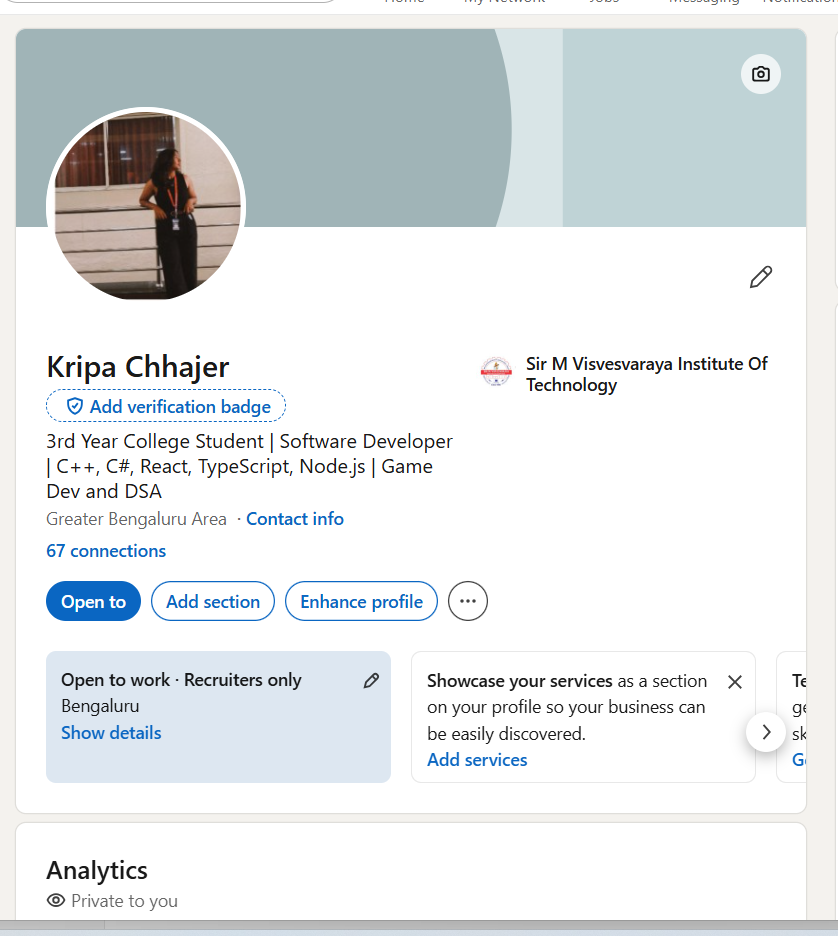 Kripa Chhajer
Sir M Visvesvaraya Institute Of
Technology
Add verification badge
3rd Year College Student | Software Developer
| C++, C#, React, TypeScript, Node.js | Game
Dev and DSA
Greater Bengaluru Area · Contact info
67 connections
Open to
Add section
Enhance profile
Open to work · Recruiters only
Bengaluru
Show details
Showcase your services as a section
on your profile so your business can
be easily discovered.
Add services
Analytics
Private to you